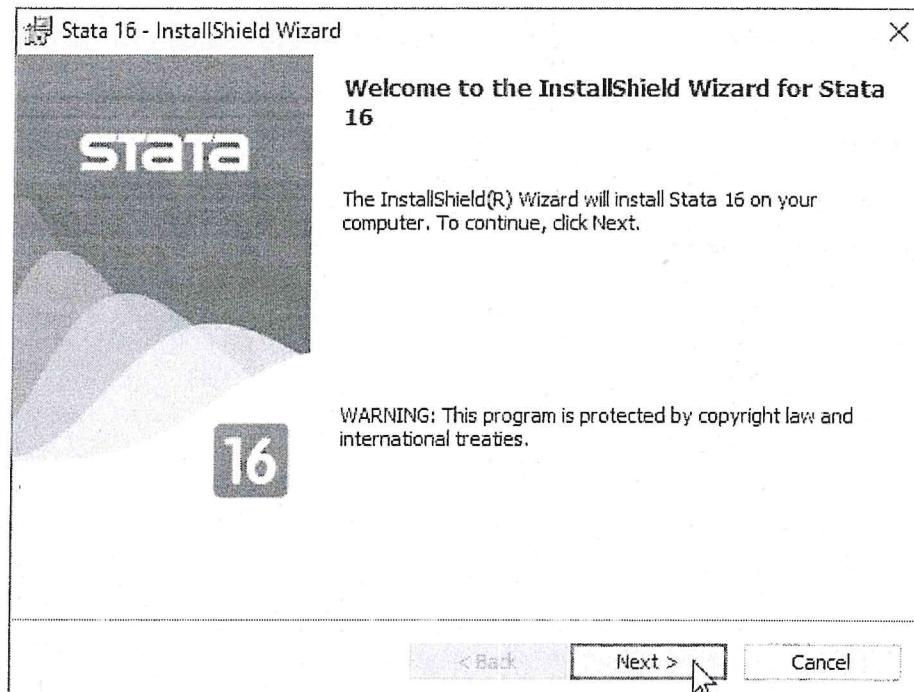 Stata 16 - InstallShield Wizard
STATA
16
Welcome to the InstallShield Wizard for Stata
16
The InstallShield(R) Wizard will install Stata 16 on your
computer. To continue, click Next.
WARNING: This program is protected by copyright law and
international treaties.
< Back
Next >
Cancel